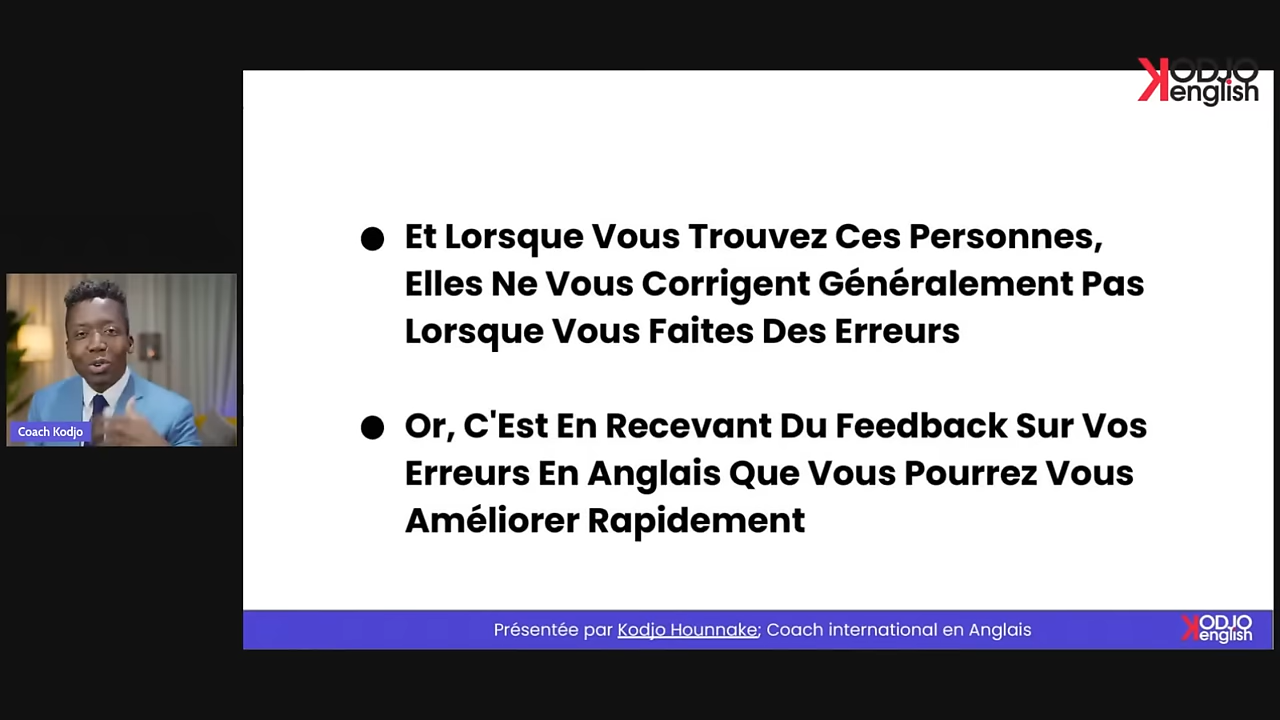 KODJO
english
Et Lorsque Vous Trouvez Ces Personnes,
Elles Ne Vous Corrigent Généralement Pas
Lorsque Vous Faites Des Erreurs
Or, C'Est En Recevant Du Feedback Sur Vos
Erreurs En Anglais Que Vous Pourrez Vous
Améliorer Rapidement
Coach Kodjo
Présentée par Kodjo Hounnake; Coach international en Anglais
KODJO
english